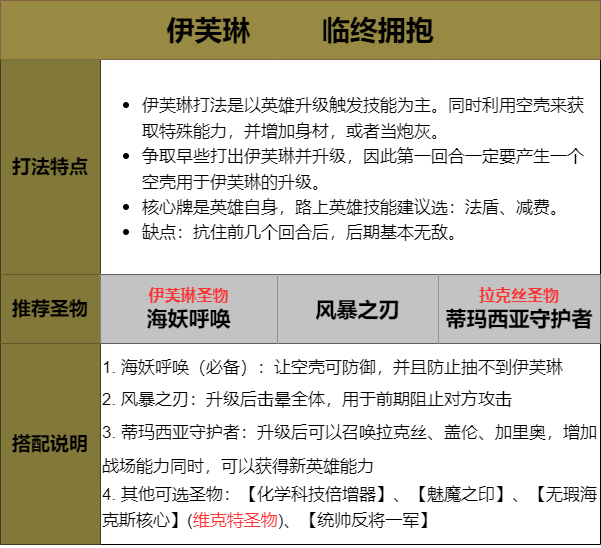 伊芙琳 临终拥抱
打法特点
• 伊芙琳打法是以英雄升级触发技能为主。同时利用空壳来获
取特殊能力，并增加身材，或者当炮灰。
• 争取早些打出伊芙琳并升级，因此第一回合一定要产生一个
空壳用于伊芙琳的升级。
• 核心牌是英雄自身，路上英雄技能建议选：法盾、减费。
• 缺点：抗住前几个回合后，后期基本无敌。
推荐圣物
伊芙琳圣物
海妖呼唤
风暴之刃
拉克丝圣物
蒂玛西亚守护者
搭配说明
1. 海妖呼唤（必备）：让空壳可防御，并且防止抽不到伊芙琳
2. 风暴之刃：升级后击晕全体，用于前期阻止对方攻击
3. 蒂玛西亚守护者：升级后可以召唤拉克丝、盖伦、加里奥，增加
战场能力同时，可以获得新英雄能力
4. 其他可选圣物：【化学科技倍增器】、【魅魔之印】、【无瑕海
克斯核心】(维克特圣物)、【统帅反将一军】